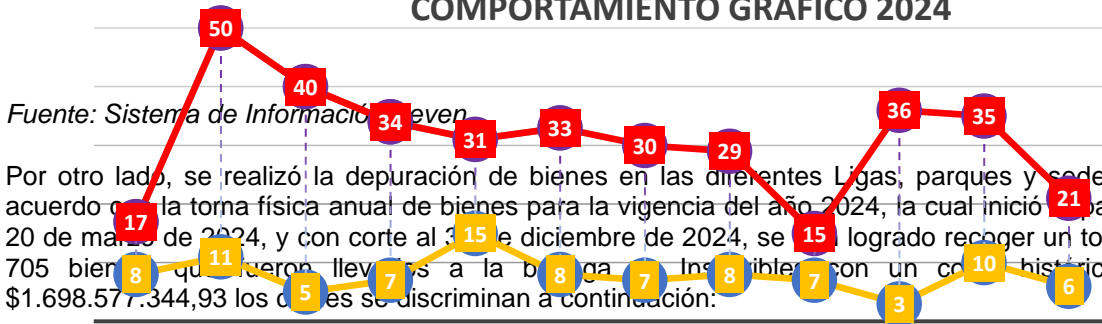 COMPORTAMIENTO GRAFICO 2024
17 50 40 34 31 33 30 29 15 36 35 21
Fuente: Sistema de
Por otro lado, se realizó la depuración de bienes en las diferentes Ligas, parques y
acuerdo la toma física anual de bienes para la vigencia del año 2024, la cual inició
20 de de y con corte al de diciembre de 2024, se logrado recoger un
705 a la con un
$1.698.577.344,93 los se discriminan a continuación:
8 11 5 7 15 8 7 8 7 3 10 6